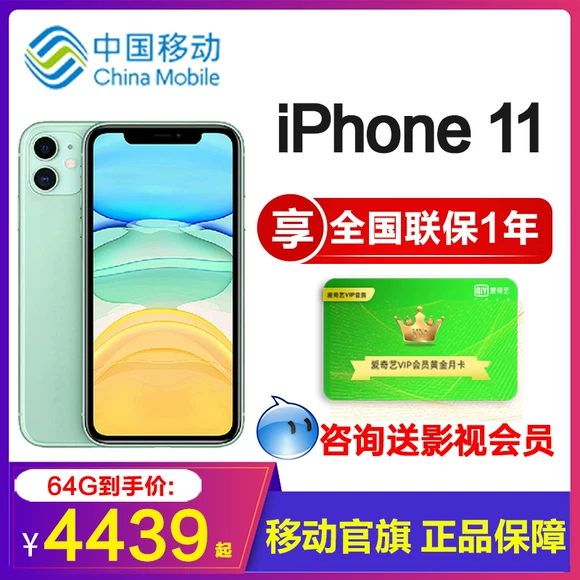 中国移动
China Mobile
iPhone 11
享 全国联保1年
爱奇艺VIP会员
QIY 爱奇艺
爱奇艺VIP会员黄金月卡
咨询送影视会员
64G到手价:
¥4439起
移动官旗 正品保障